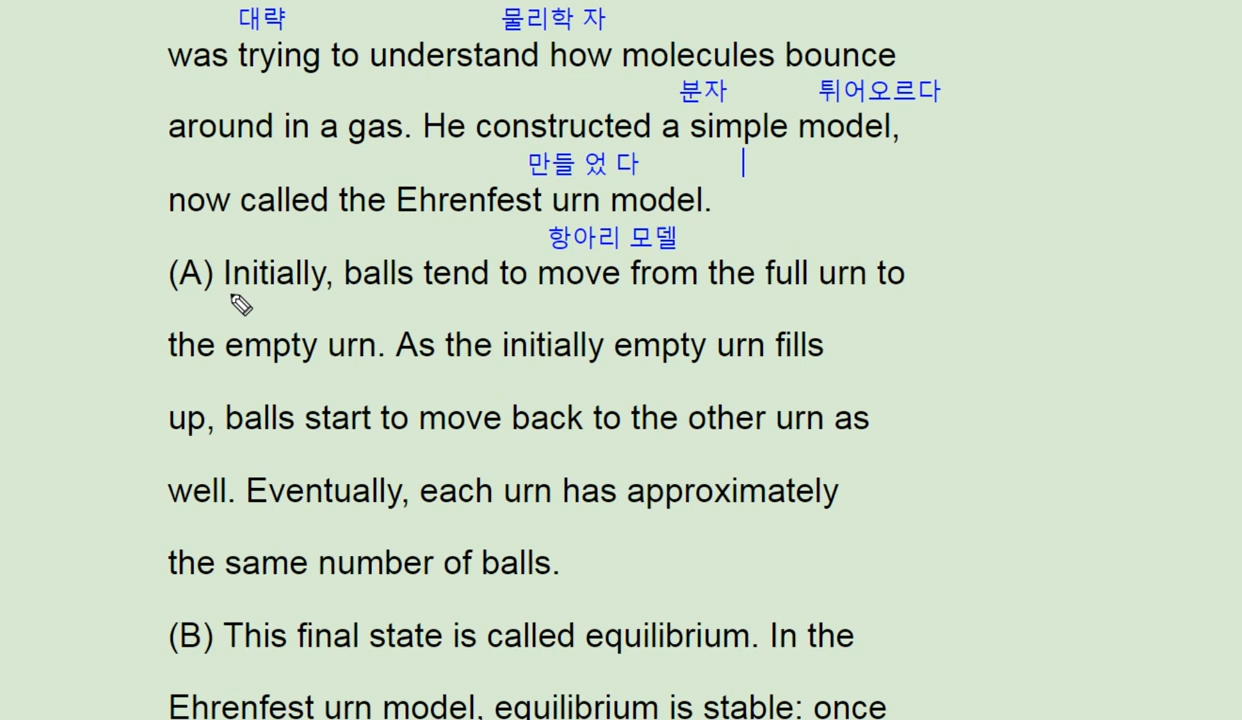 대략 물리학 자
was trying to understand how molecules bounce
분자 튀어오르다
around in a gas. He constructed a simple model,
만들 었 다
now called the Ehrenfest urn model.
항아리 모델
(A) Initially, balls tend to move from the full urn to
the empty urn. As the initially empty urn fills
up, balls start to move back to the other urn as
well. Eventually, each urn has approximately
the same number of balls.
(B) This final state is called equilibrium. In the
Ehrenfest urn model, equilibrium is stable: once